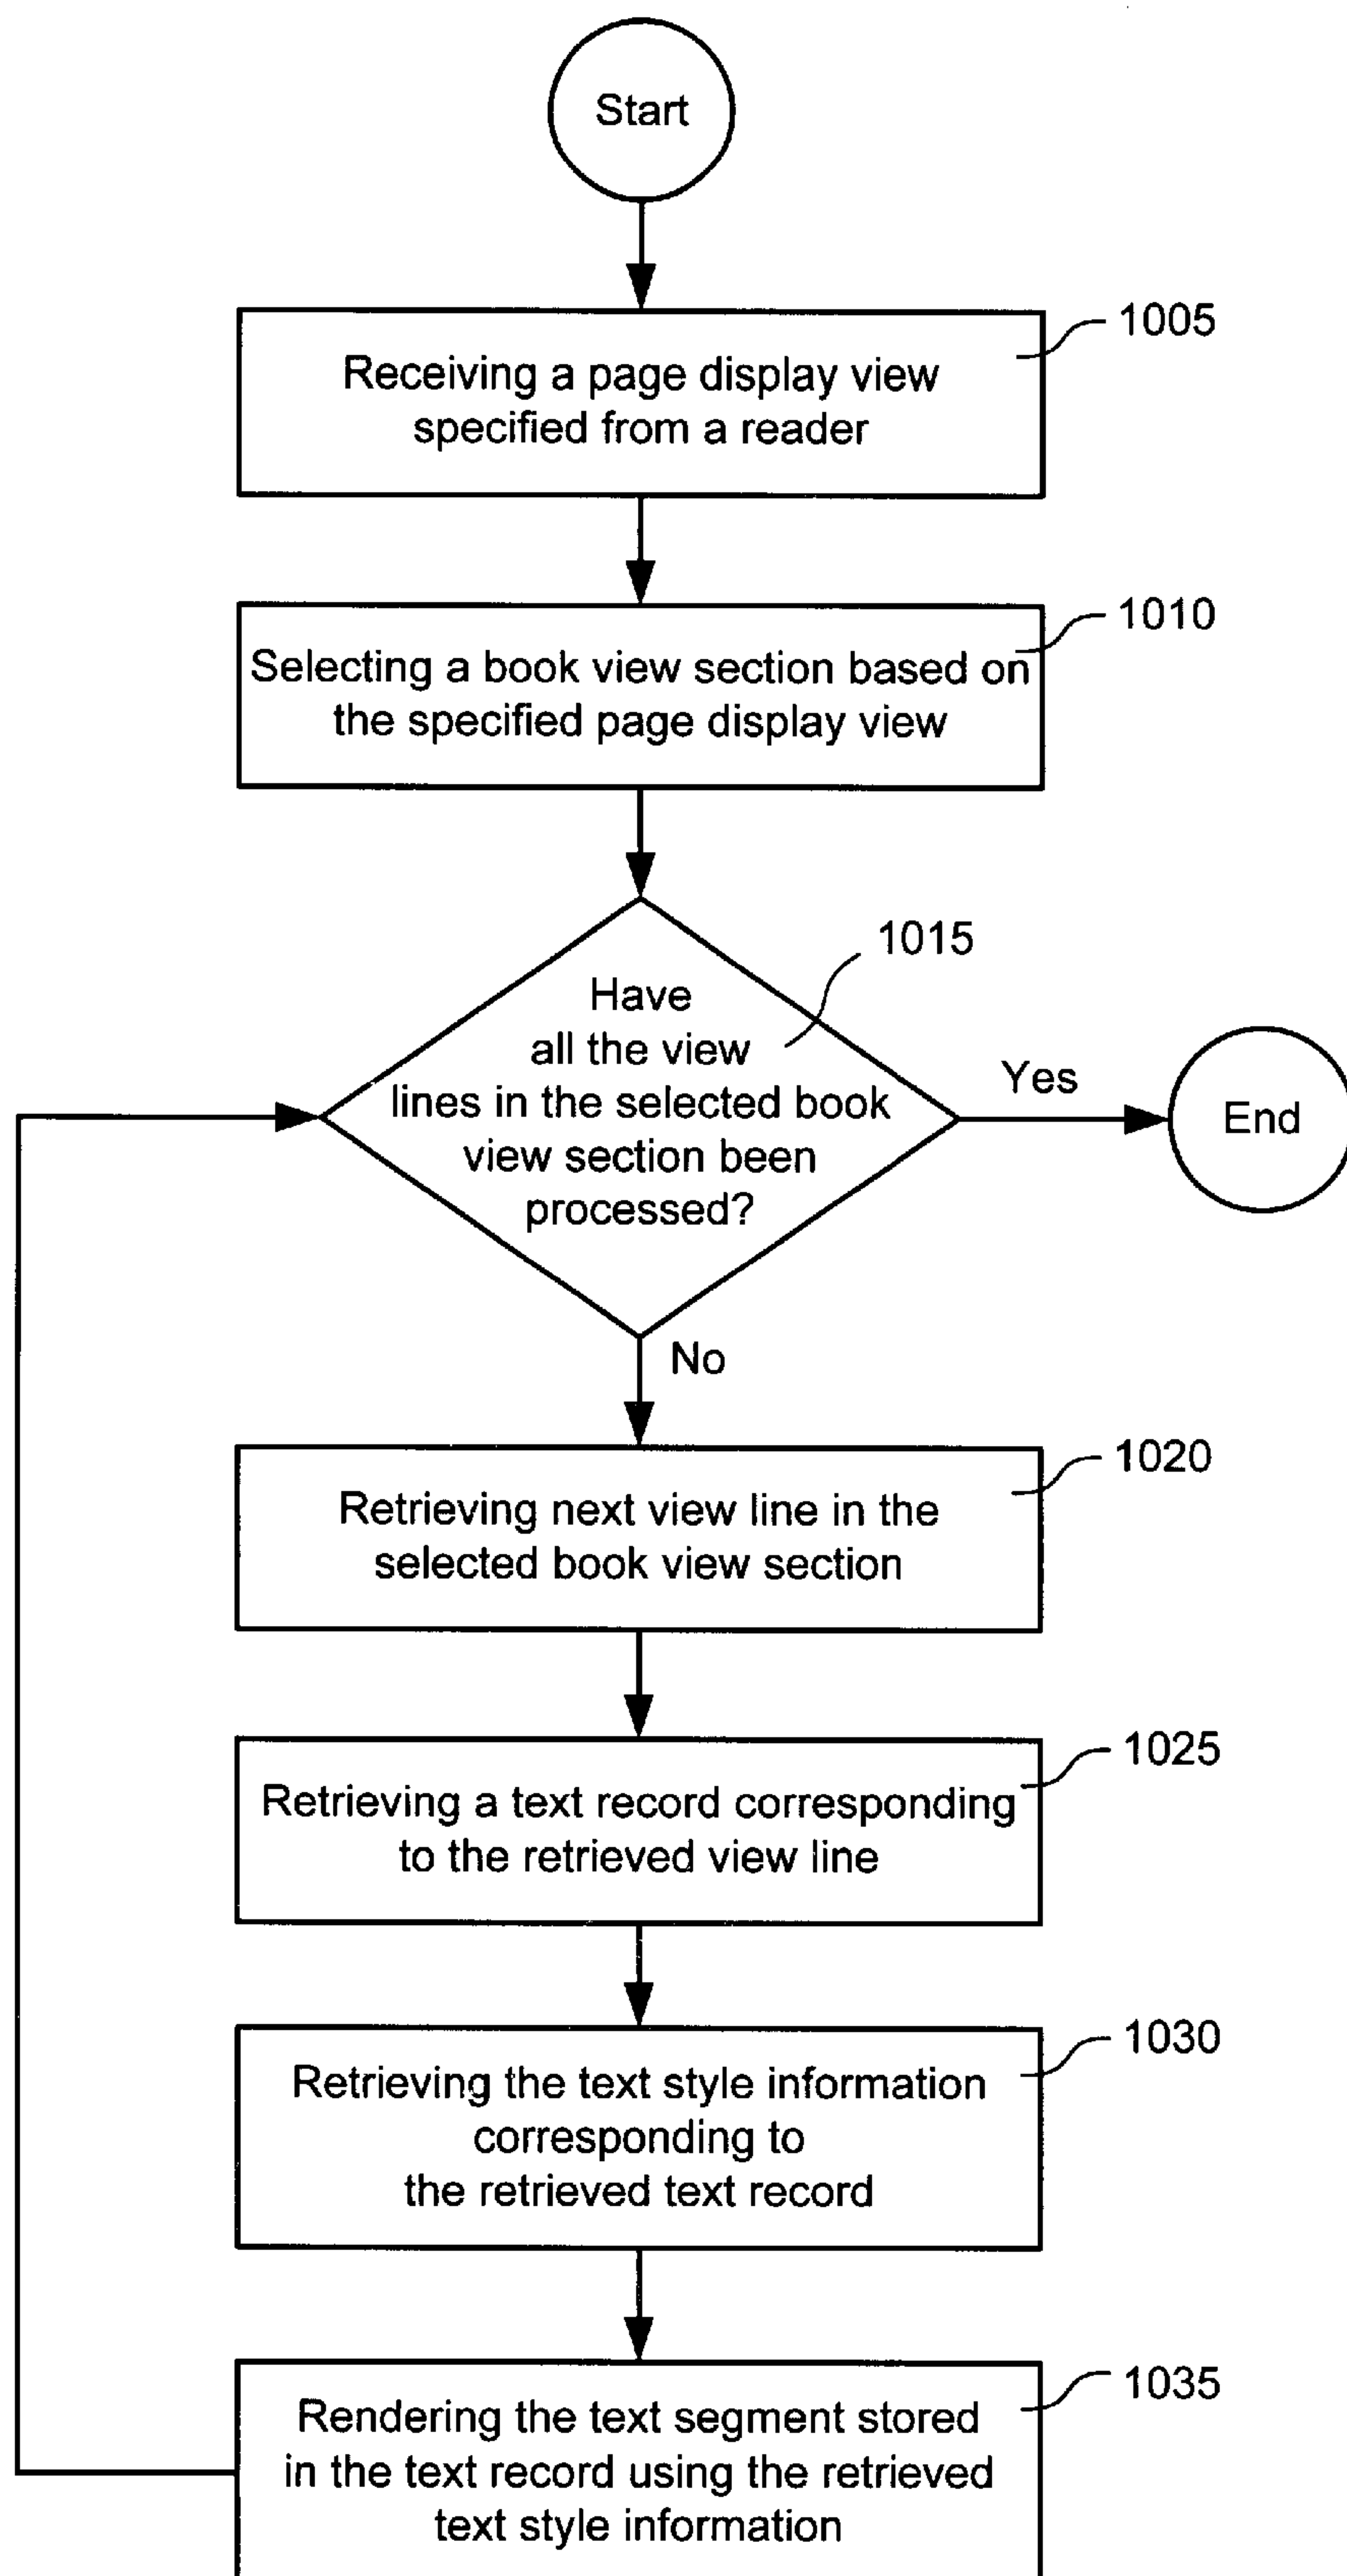 Start
1005
Receiving a page display view
specified from a reader
1010
Selecting a book view section based on
the specified page display view
1015
Have
all the view
lines in the selected book
view section been
processed?
Yes
End
No
1020
Retrieving next view line in the
selected book view section
1025
Retrieving a text record corresponding
to the retrieved view line
1030
Retrieving the text style information
corresponding to
the retrieved text record
1035
Rendering the text segment stored
in the text record using the retrieved
text style information